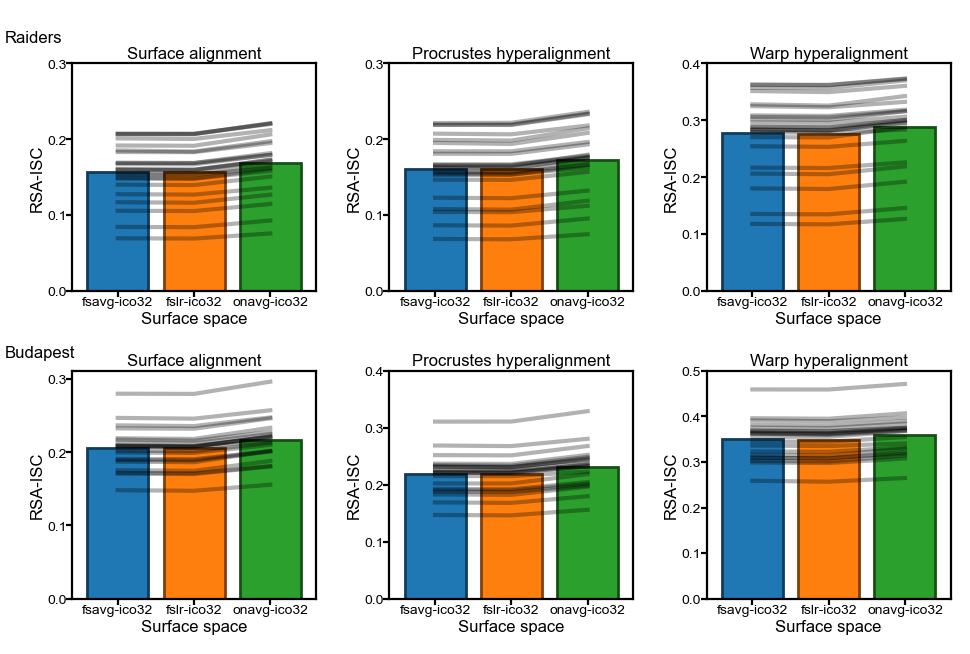 Raiders
Surface alignment
Procrustes hyperalignment
Warp hyperalignment
0.3
0.2
0.1
0.0
RSA-ISC
fsavg-ico32 fslr-ico32 onavg-ico32
Surface space
0.3
0.2
0.1
0.0
RSA-ISC
fsavg-ico32 fslr-ico32 onavg-ico32
Surface space
0.4
0.3
0.2
0.1
0.0
RSA-ISC
fsavg-ico32 fslr-ico32 onavg-ico32
Surface space
Budapest
Surface alignment
Procrustes hyperalignment
Warp hyperalignment
0.3
0.2
0.1
0.0
RSA-ISC
fsavg-ico32 fslr-ico32 onavg-ico32
Surface space
0.4
0.3
0.2
0.1
0.0
RSA-ISC
fsavg-ico32 fslr-ico32 onavg-ico32
Surface space
0.5
0.4
0.3
0.2
0.1
0.0
RSA-ISC
fsavg-ico32 fslr-ico32 onavg-ico32
Surface space